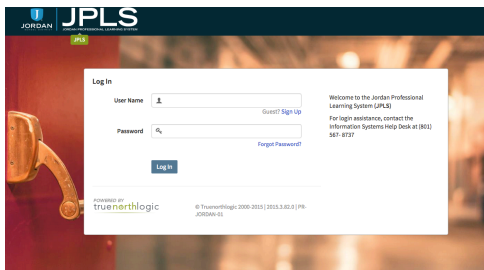 JORDAN
JPLS
JORDAN PROFESSIONAL LEARNING SYSTEM
JPLS
Log In
User Name
Guest? Sign Up
Password
Forgot Password?
Log In
Welcome to the Jordan Professional
Learning System (JPLS)
For login assistance, contact the
Information Systems Help Desk at (801)
567- 8737
POWERED BY
truenorthlogic
© Truenorthlogic 2000-2015 | 2015.3.82.0 | PR-
JORDAN-01